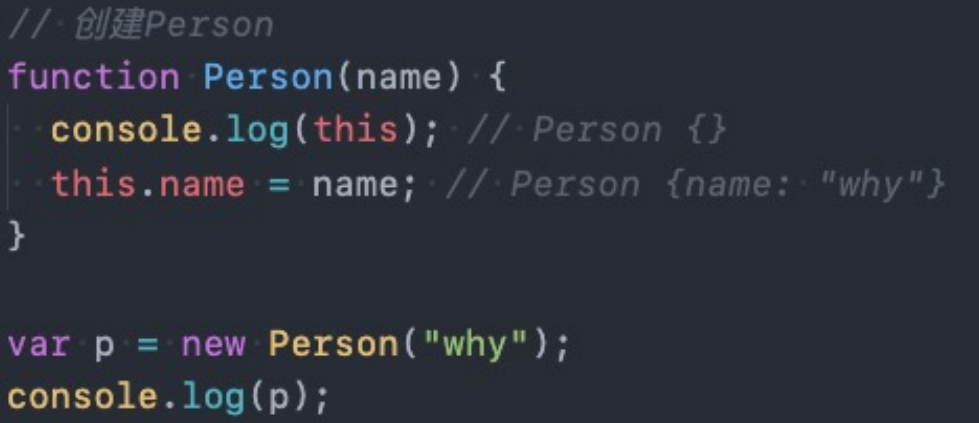 // 创建Person
function Person(name) {
  console.log(this); // Person {}
  this.name = name; // Person {name: "why"}
}

var p = new Person("why");
console.log(p);